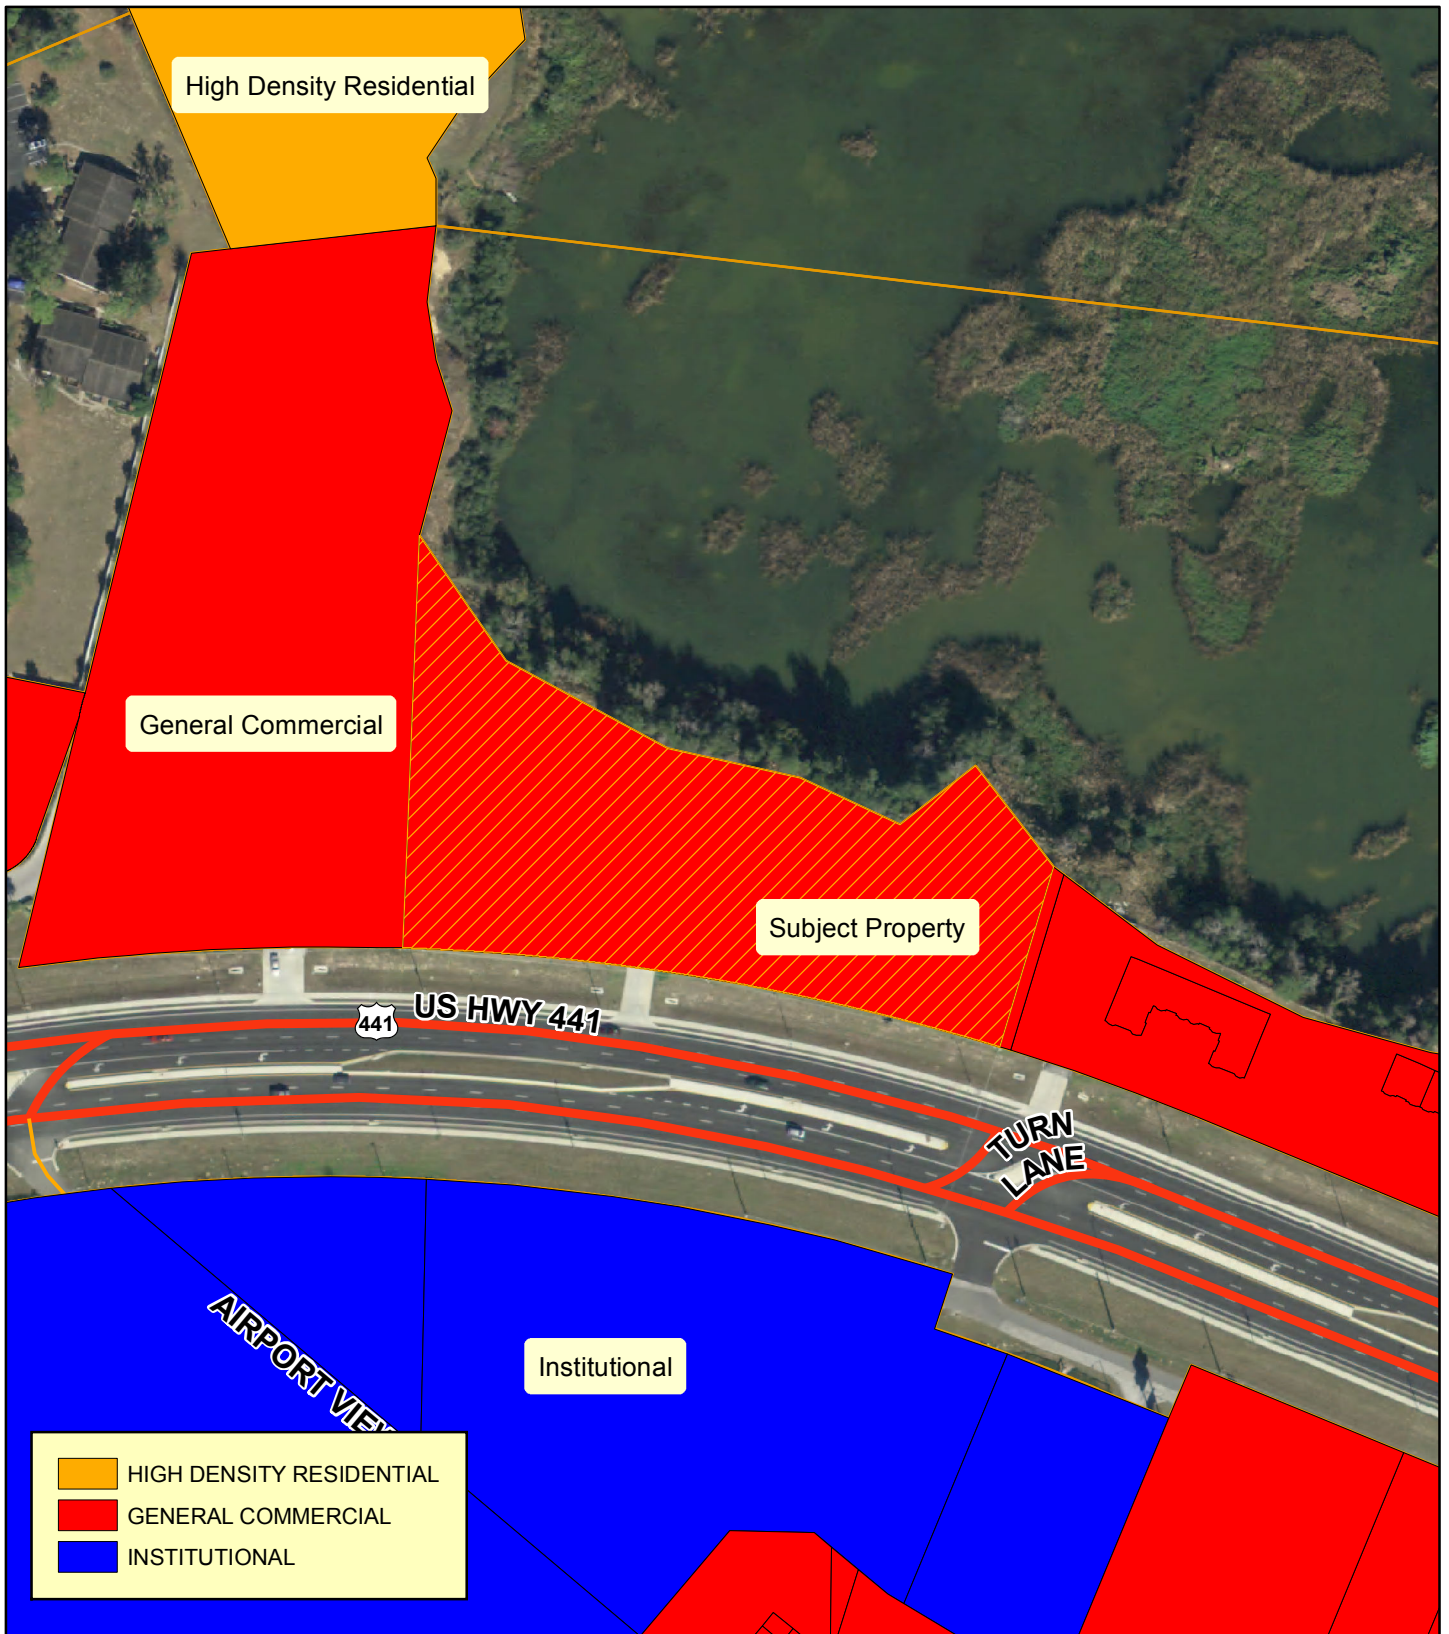 High Density Residential
General Commercial
Subject Property
441
US HWY 441
TURN
LANE
Institutional
AIRPORT
HIGH DENSITY RESIDENTIAL
GENERAL COMMERCIAL
INSTITUTIONAL